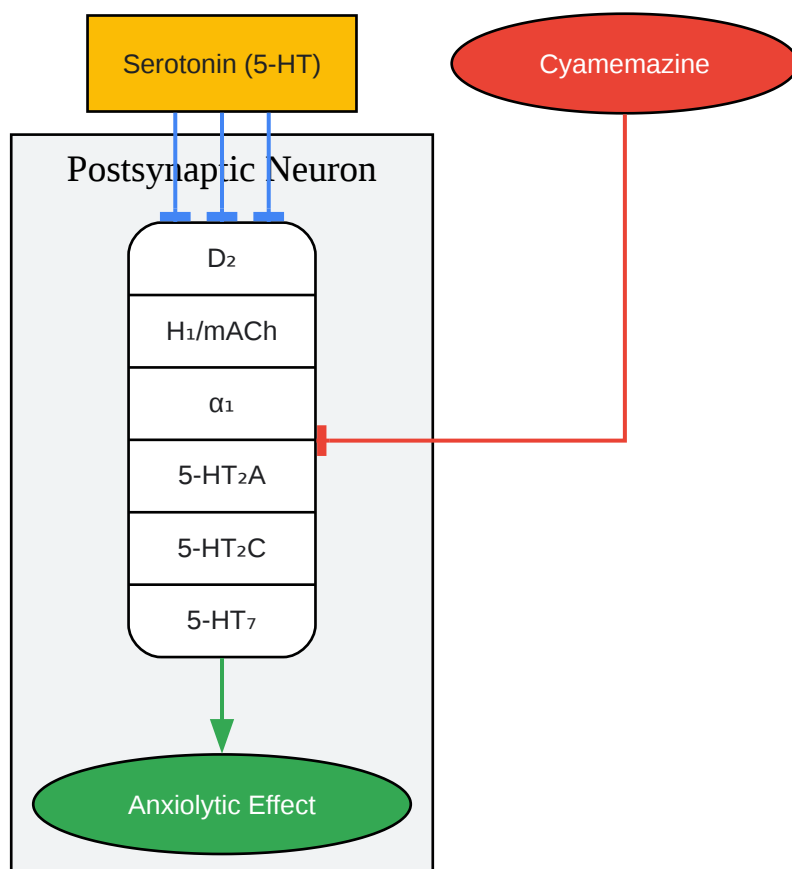 Serotonin (5-HT)
Cyamemazine
Postsynaptic Neuron
D₂
H₁/mACh
α₁
5-HT₂A
5-HT₂C
5-HT₇
Anxiolytic Effect